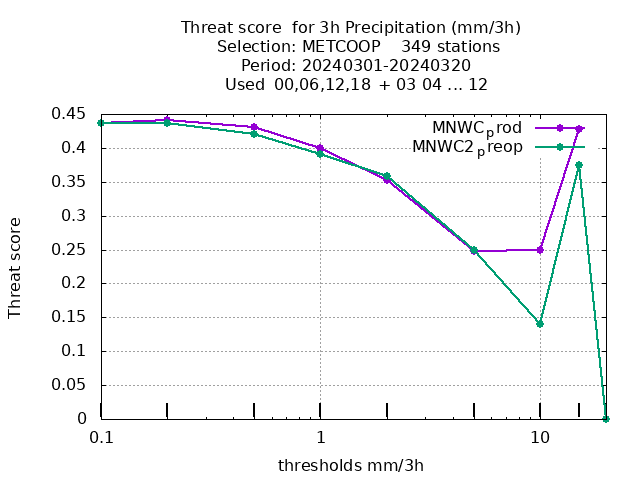 Threat score  for 3h Precipitation (mm/3h)
Selection: METCOOP    349 stations
Period: 20240301-20240320
Used  00,06,12,18  + 03 04 ... 12
MNWCprod
MNWC2preop
0.45
0.4
0.35
0.3
0.25
0.2
0.15
0.1
0.05
0
Threat score
0.1
1
10
thresholds mm/3h